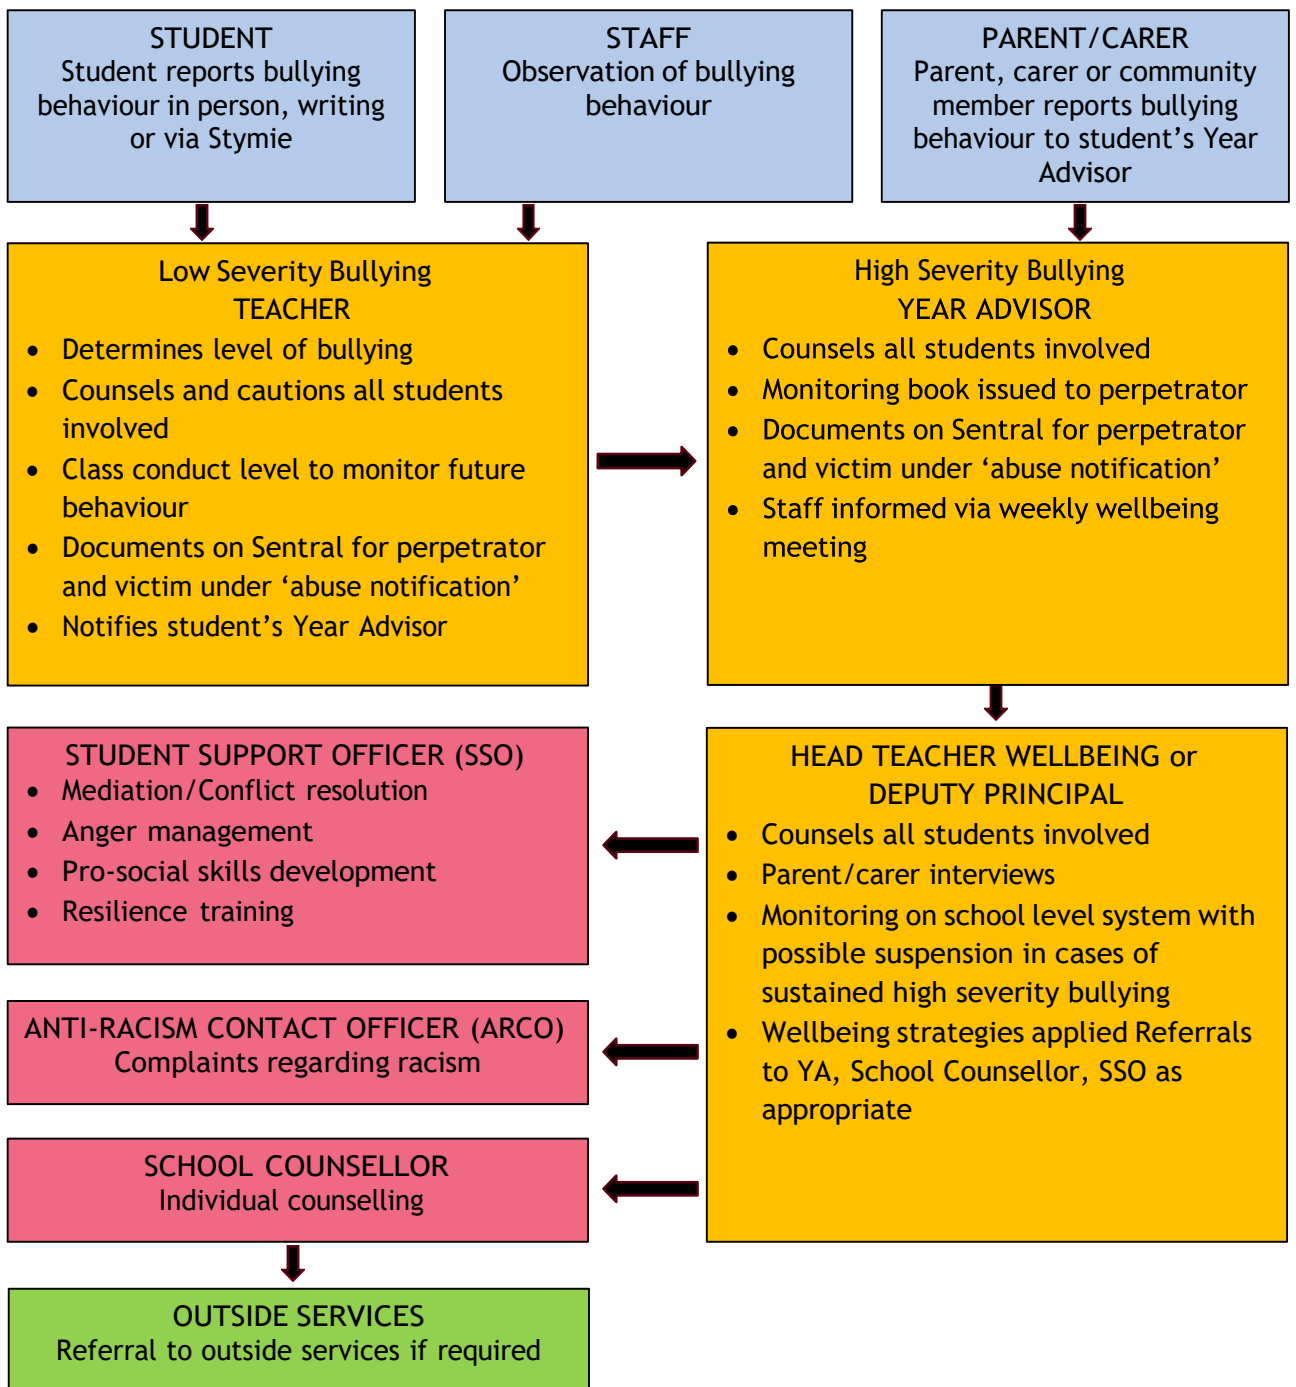 STUDENT
Student reports bullying
behaviour in person, writing
or via Stymie
STAFF
Observation of bullying
behaviour
PARENT/CARER
Parent, carer or community
member reports bullying
behaviour to student’s Year
Advisor
Low Severity Bullying
TEACHER
• Determines level of bullying
• Counsels and cautions all students
involved
• Class conduct level to monitor future
behaviour
• Documents on Sentral for perpetrator
and victim under ‘abuse notification’
• Notifies student’s Year Advisor
High Severity Bullying
YEAR ADVISOR
• Counsels all students involved
• Monitoring book issued to perpetrator
• Documents on Sentral for perpetrator
and victim under ‘abuse notification’
• Staff informed via weekly wellbeing
meeting
STUDENT SUPPORT OFFICER (SSO)
• Mediation/Conflict resolution
• Anger management
• Pro-social skills development
• Resilience training
HEAD TEACHER WELLBEING or
DEPUTY PRINCIPAL
• Counsels all students involved
• Parent/carer interviews
• Monitoring on school level system with
possible suspension in cases of
sustained high severity bullying
• Wellbeing strategies applied Referrals
to YA, School Counsellor, SSO as
appropriate
ANTI-RACISM CONTACT OFFICER (ARCO)
Complaints regarding racism
SCHOOL COUNSELLOR
Individual counselling
OUTSIDE SERVICES
Referral to outside services if required